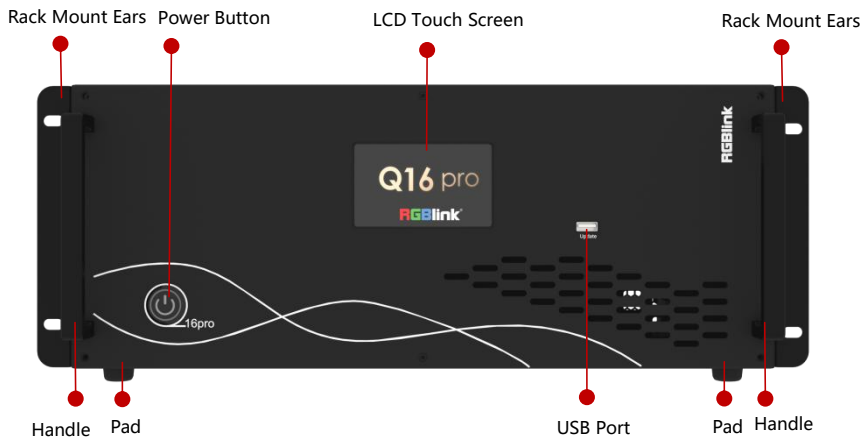 Rack Mount Ears
Power Button
LCD Touch Screen
Rack Mount Ears
RGBlink
Q16 pro
RGBlink
Update
16pro
Handle
Pad
USB Port
Pad
Handle